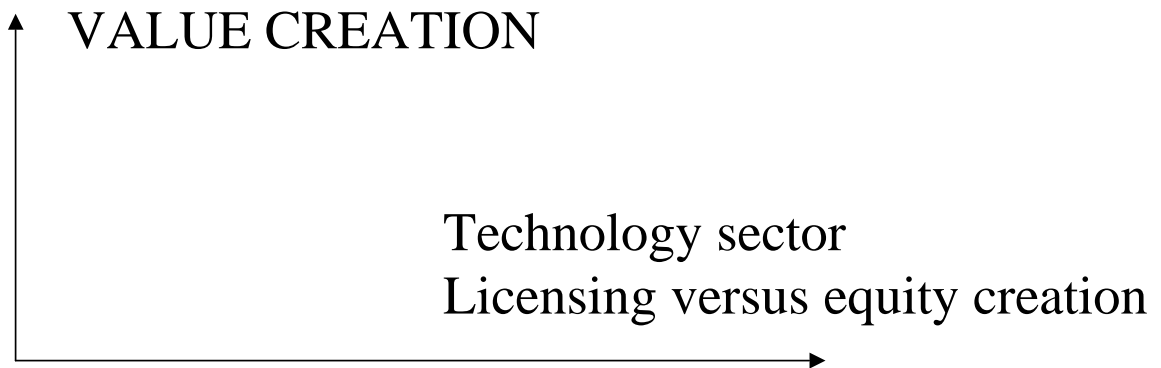 VALUE CREATION
Technology sector
Licensing versus equity creation